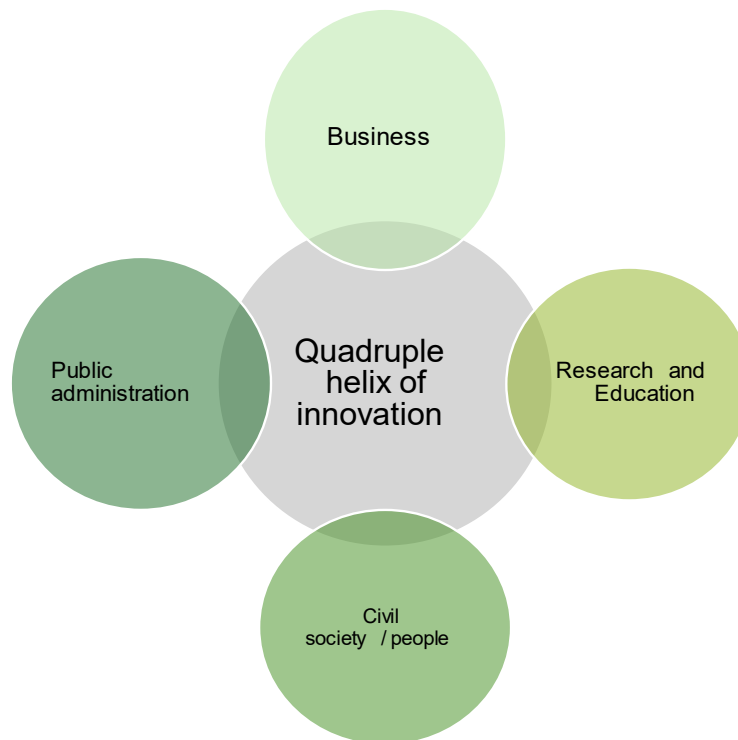 Business
Quadruple
helix of
innovation
Public
administration
Research and
Education
Civil
society / people